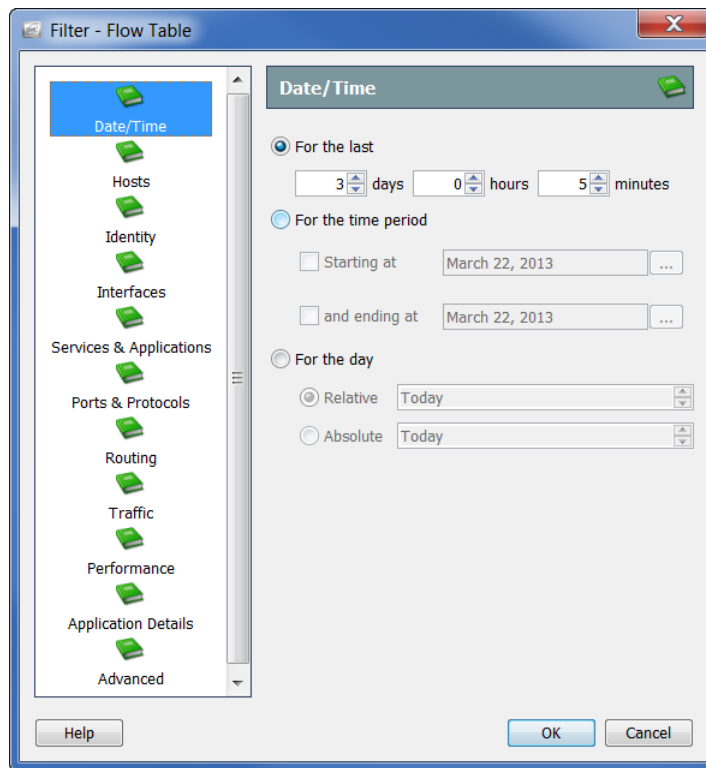 Filter - Flow Table
Date/Time
Hosts
Identity
Interfaces
Services & Applications
Ports & Protocols
Routing
Traffic
Performance
Application Details
Advanced
Date/Time
For the last
3 days 0 hours 5 minutes
For the time period
Starting at March 22, 2013 ...
and ending at March 22, 2013 ...
For the day
Relative Today
Absolute Today
Help OK Cancel